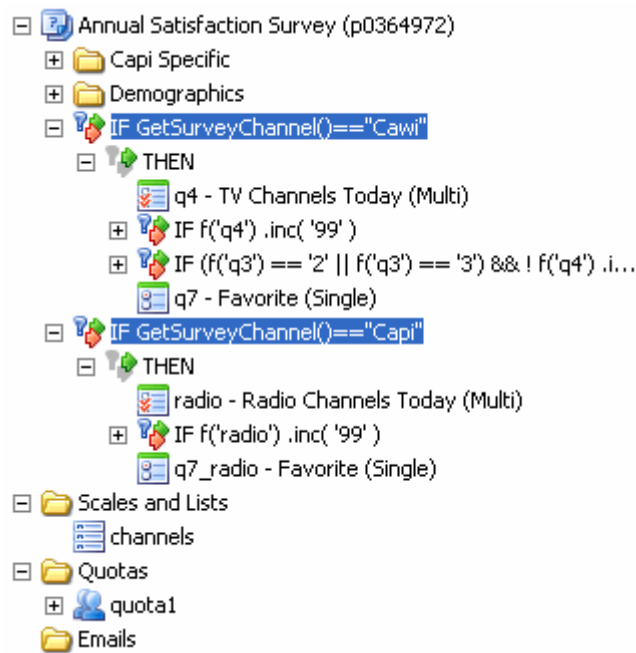 Annual Satisfaction Survey (p0364972)
Capi Specific
Demographics
IF GetSurveyChannel()=="Cawi"
THEN
q4 - TV Channels Today (Multi)
IF f('q4') .inc( '99' )
IF (f('q3') == '2' || f('q3') == '3') && ! f('q4') .i...
q7 - Favorite (Single)
IF GetSurveyChannel()=="Capi"
THEN
radio - Radio Channels Today (Multi)
IF f('radio') .inc( '99' )
q7_radio - Favorite (Single)
Scales and Lists
channels
Quotas
quota1
Emails